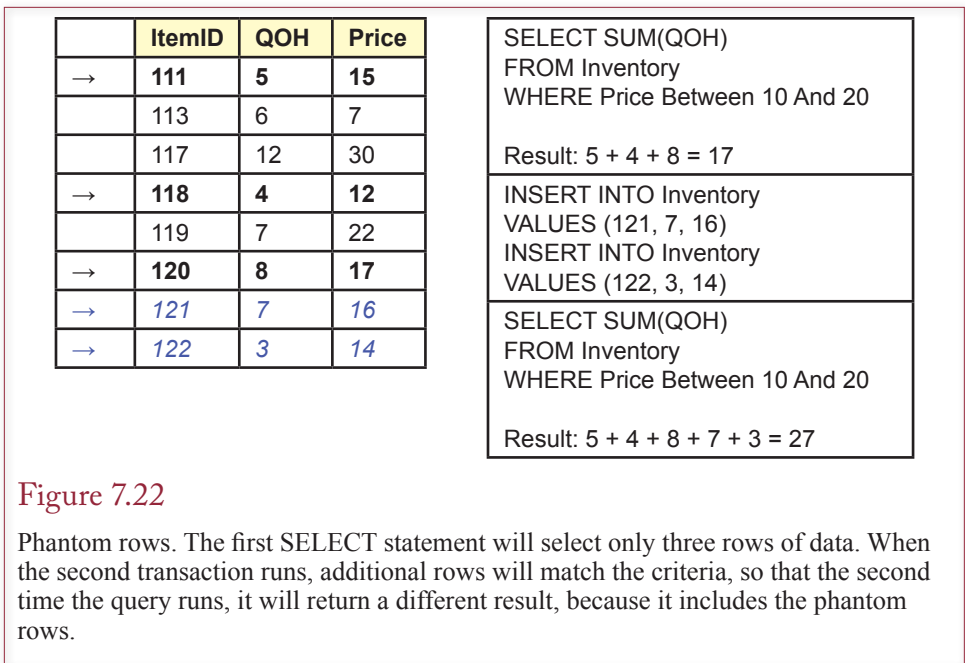 ItemID QOH Price
→ 111 5 15
113 6 7
117 12 30
→ 118 4 12
119 7 22
→ 120 8 17
→ 121 7 16
→ 122 3 14
SELECT SUM(QOH)
FROM Inventory
WHERE Price Between 10 And 20
Result: 5 + 4 + 8 = 17
INSERT INTO Inventory
VALUES (121, 7, 16)
INSERT INTO Inventory
VALUES (122, 3, 14)
SELECT SUM(QOH)
FROM Inventory
WHERE Price Between 10 And 20
Result: 5 + 4 + 8 + 7 + 3 = 27
Figure 7.22
Phantom rows. The first SELECT statement will select only three rows of data. When
the second transaction runs, additional rows will match the criteria, so that the second
time the query runs, it will return a different result, because it includes the phantom
rows.